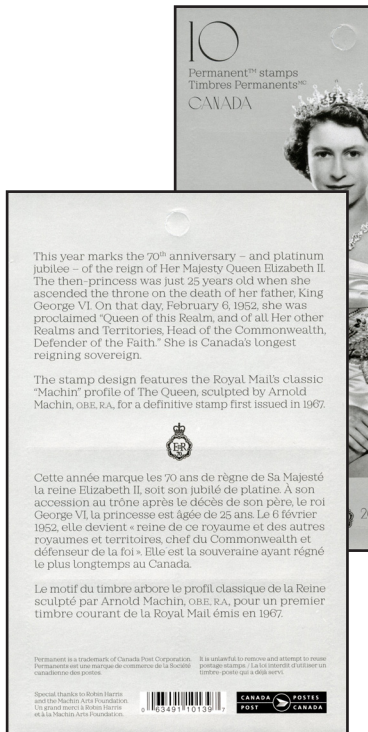 10
Permanent™ stamps
Timbres Permanents^MC
CANADA
This year marks the 70th anniversary – and platinum
jubilee – of the reign of Her Majesty Queen Elizabeth II.
The then-princess was just 25 years old when she
ascended the throne on the death of her father, King
George VI. On that day, February 6, 1952, she was
proclaimed “Queen of this Realm, and of all Her other
Realms and Territories, Head of the Commonwealth,
Defender of the Faith.” She is Canada’s longest
reigning sovereign.
The stamp design features the Royal Mail’s classic
“Machin” profile of The Queen, sculpted by Arnold
Machin, O.B.E, R.A, for a definitive stamp first issued in 1967.
EIIR
Cette année marque les 70 ans de règne de Sa Majesté
la reine Elizabeth II, soit son jubilé de platine. À son
accession au trône après le décès de son père, le roi
George VI, la princesse est âgée de 25 ans. Le 6 février
1952, elle devient « reine de ce royaume et des autres
royaumes et territoires, chef du Commonwealth et
défenseur de la foi ». Elle est la souveraine ayant régné
le plus longtemps au Canada.
Le motif du timbre arbore le profil classique de la Reine
sculpté par Arnold Machin, O.B.E, R.A, pour un premier
timbre courant de la Royal Mail émis en 1967.
Permanent is a trademark of Canada Post Corporation.
Permanents est une marque de commerce de la Société
canadienne des postes.
It is unlawful to remove and attempt to reuse
postage stamps. / La loi interdit d’utiliser un
timbre-poste qui a déjà servi.
Special thanks to Robin Harris
and the Machin Arts Foundation.
Un grand merci à Robin Harris
et à la Machin Arts Foundation.
0 63491 10139 7
CANADA POSTES
POST CANADA